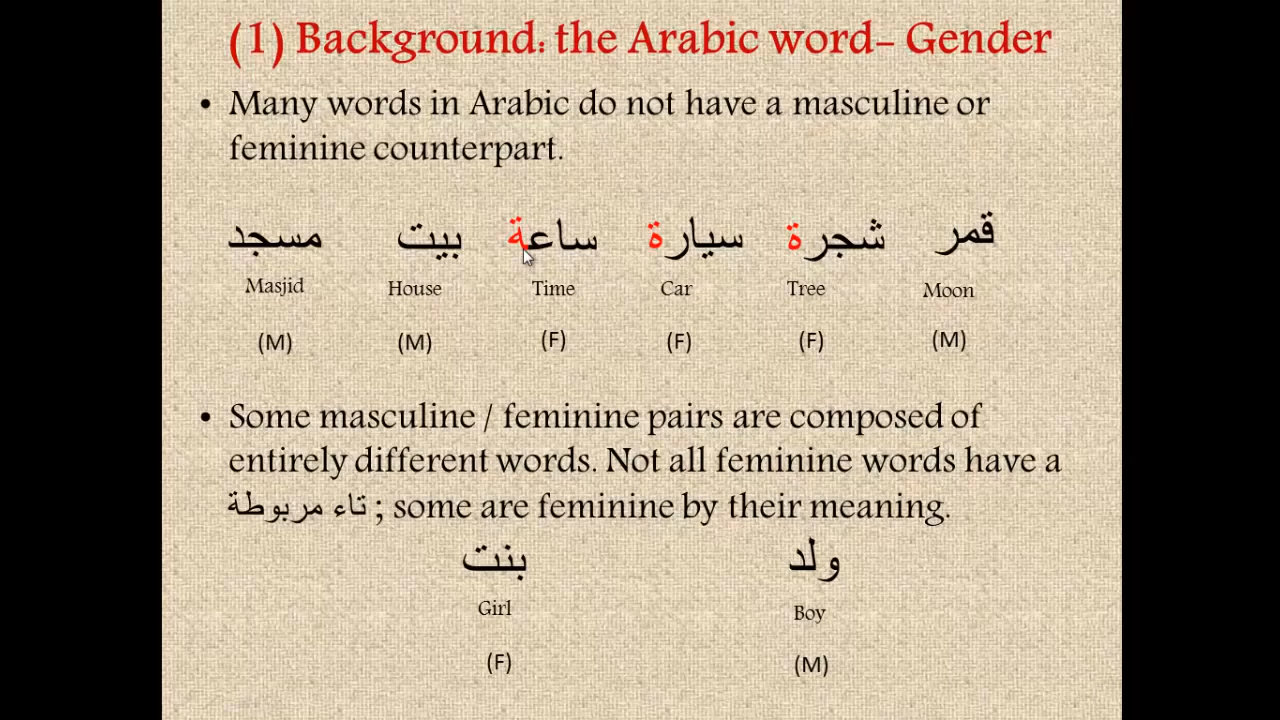 (1) Background: the Arabic word- Gender
• Many words in Arabic do not have a masculine or
feminine counterpart.
مسجد بيت ساعة سيارة شجرة قمر
Masjid House Time Car Tree Moon
(M) (M) (F) (F) (F) (M)
• Some masculine / feminine pairs are composed of
entirely different words. Not all feminine words have a
تاء مربوطة ; some are feminine by their meaning.
بنت ولد
Girl Boy
(F) (M)